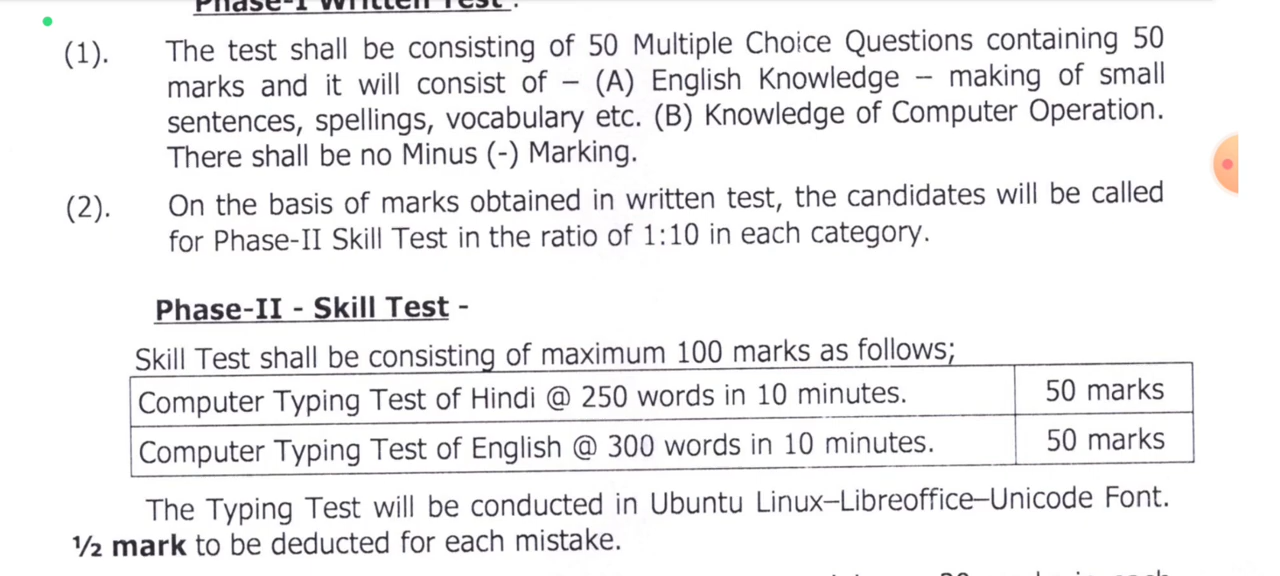 Phase-I Written Test :
(1). The test shall be consisting of 50 Multiple Choice Questions containing 50
marks and it will consist of – (A) English Knowledge – making of small
sentences, spellings, vocabulary etc. (B) Knowledge of Computer Operation.
There shall be no Minus (-) Marking.
(2). On the basis of marks obtained in written test, the candidates will be called
for Phase-II Skill Test in the ratio of 1:10 in each category.
Phase-II - Skill Test -
Skill Test shall be consisting of maximum 100 marks as follows;
Computer Typing Test of Hindi @ 250 words in 10 minutes. 50 marks
Computer Typing Test of English @ 300 words in 10 minutes. 50 marks
The Typing Test will be conducted in Ubuntu Linux–Libreoffice–Unicode Font.
½ mark to be deducted for each mistake.